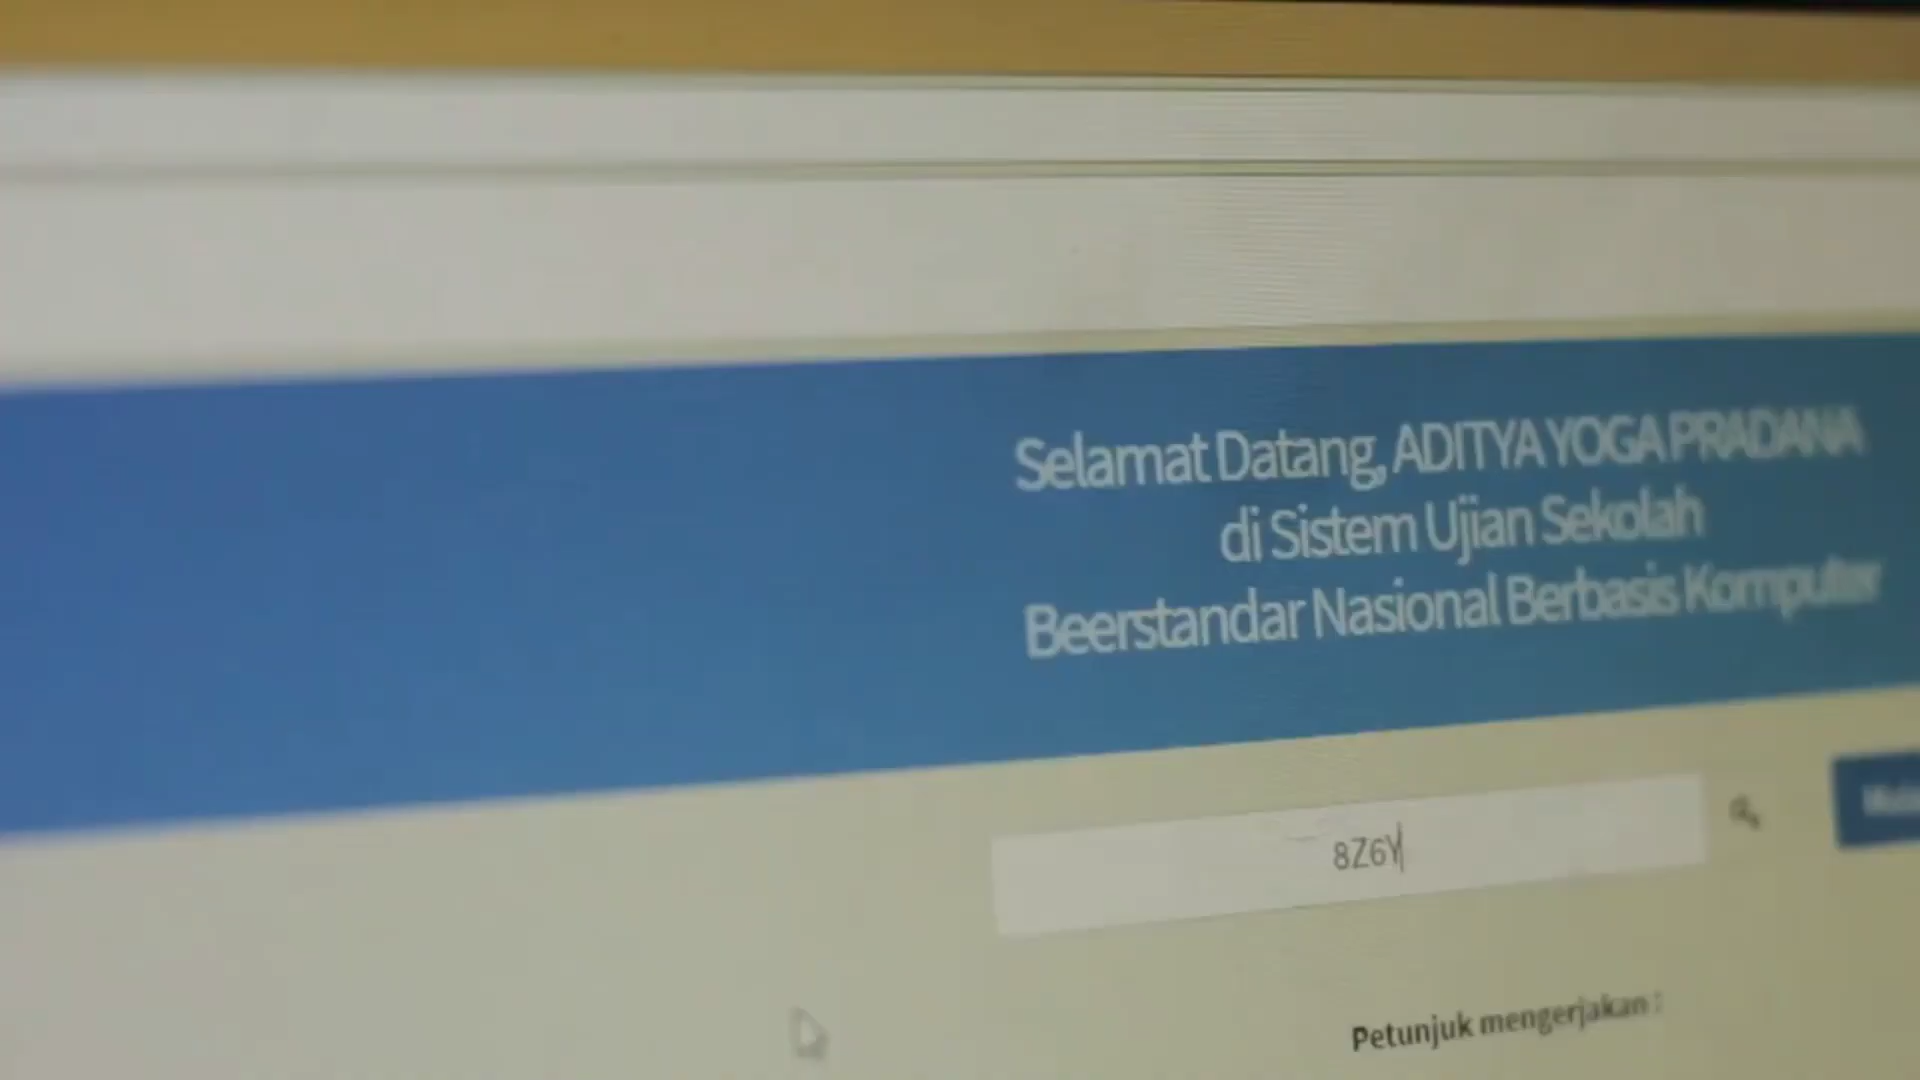 Selamat Datang, ADITYA YOGA PRADANA
di Sistem Ujian Sekolah
Beerstandar Nasional Berbasis Komputer
8Z6Y
Petunjuk mengerjakan :